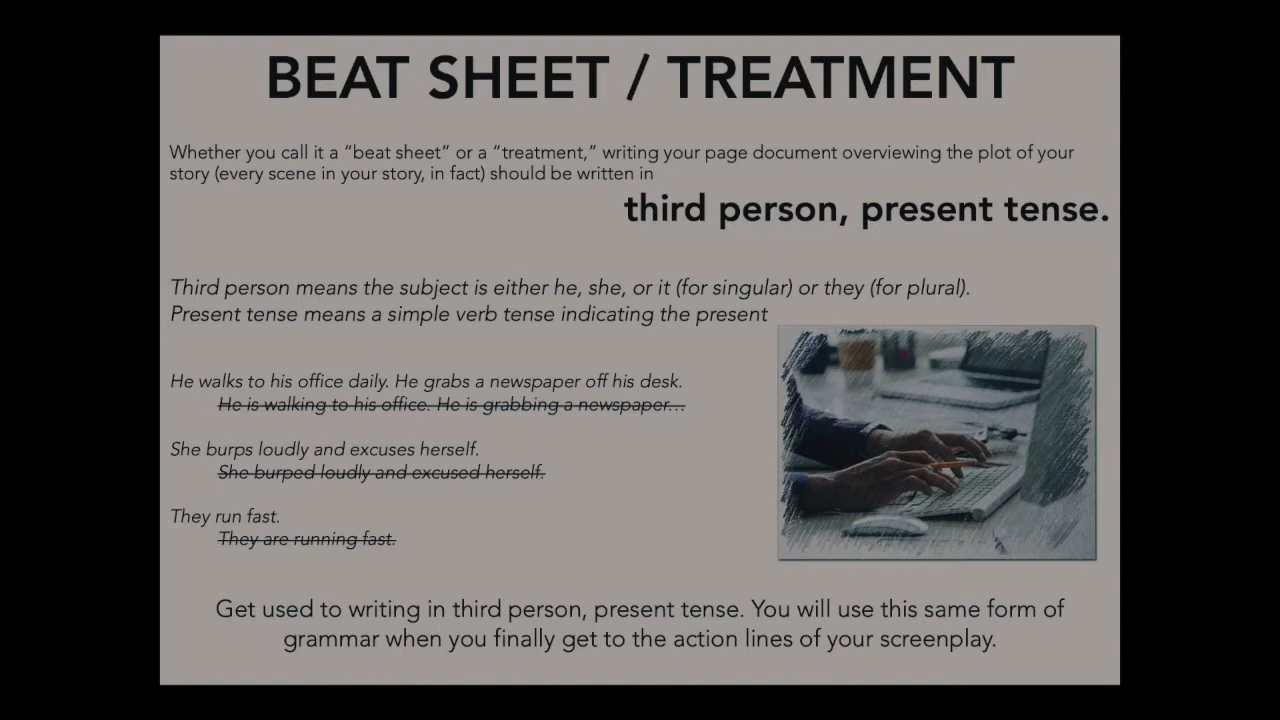 BEAT SHEET / TREATMENT
Whether you call it a “beat sheet” or a “treatment,” writing your page document overviewing the plot of your
story (every scene in your story, in fact) should be written in
third person, present tense.
Third person means the subject is either he, she, or it (for singular) or they (for plural).
Present tense means a simple verb tense indicating the present
He walks to his office daily. He grabs a newspaper off his desk.
He is walking to his office. He is grabbing a newspaper…
She burps loudly and excuses herself.
She burped loudly and excused herself.
They run fast.
They are running fast.
Get used to writing in third person, present tense. You will use this same form of
grammar when you finally get to the action lines of your screenplay.